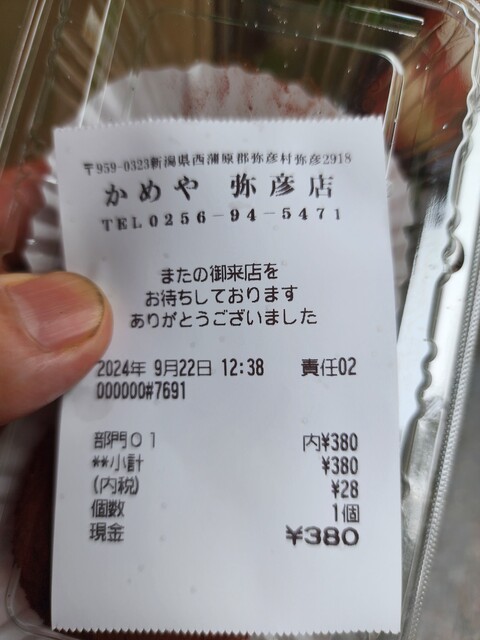 〒959-0323新潟県西蒲原郡弥彦村弥彦2918
かめや 弥彦店
TEL0256-94-5471
またの御来店を
お待ちしております
ありがとうございました
2024年 9月22日 12:38 責任02
000000#7691
部門01 内¥380
**小計 ¥380
(内税) ¥28
個数 1個
現金 ¥380